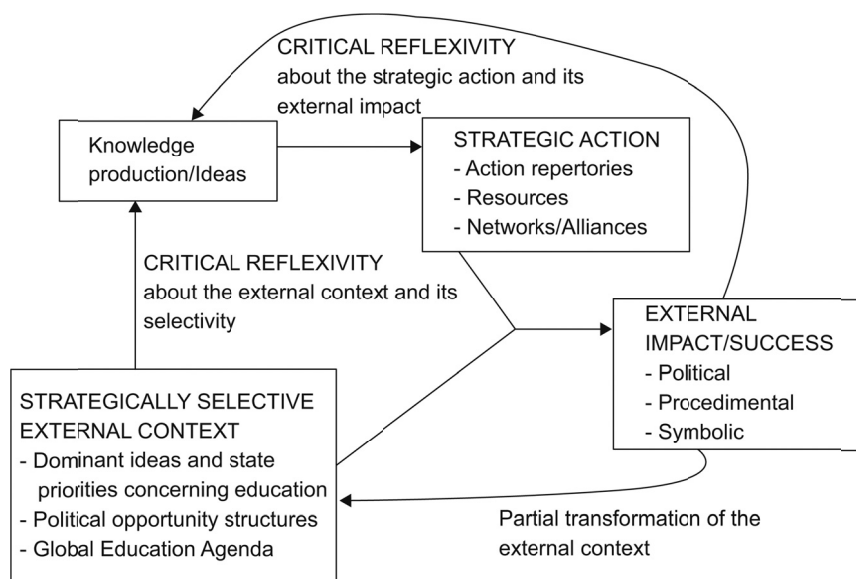 CRITICAL REFLEXIVITY
about the strategic action and its
external impact
Knowledge
production/Ideas
STRATEGIC ACTION
- Action repertories
- Resources
- Networks/Alliances
CRITICAL REFLEXIVITY
about the external context and its
selectivity
EXTERNAL
IMPACT/SUCCESS
- Political
- Procedimental
- Symbolic
STRATEGICALLY SELECTIVE
EXTERNAL CONTEXT
- Dominant ideas and state
priorities concerning education
- Political opportunity structures
- Global Education Agenda
Partial transformation of the
external context